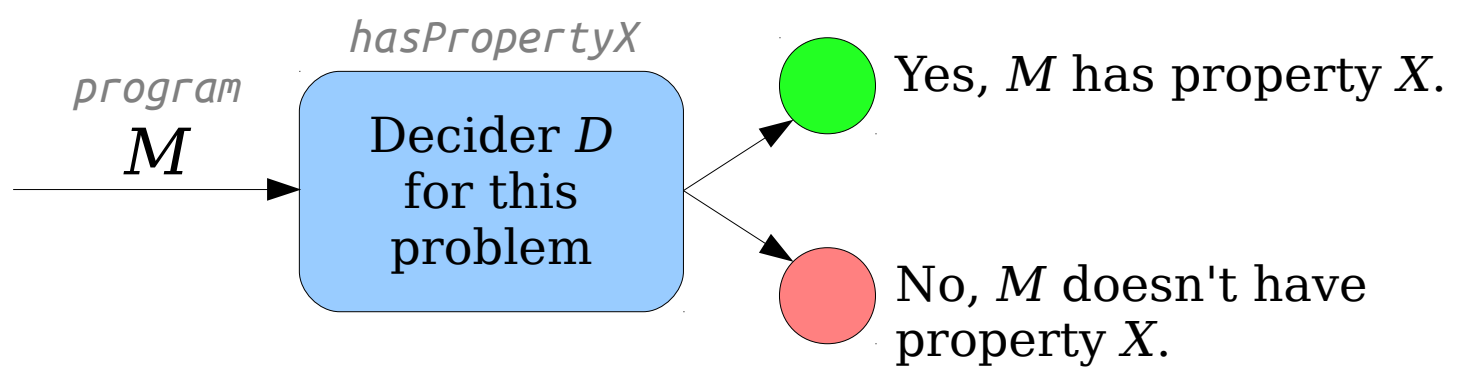 hasPropertyX
program
M
Decider D
for this
problem
Yes, M has property X.
No, M doesn't have
property X.